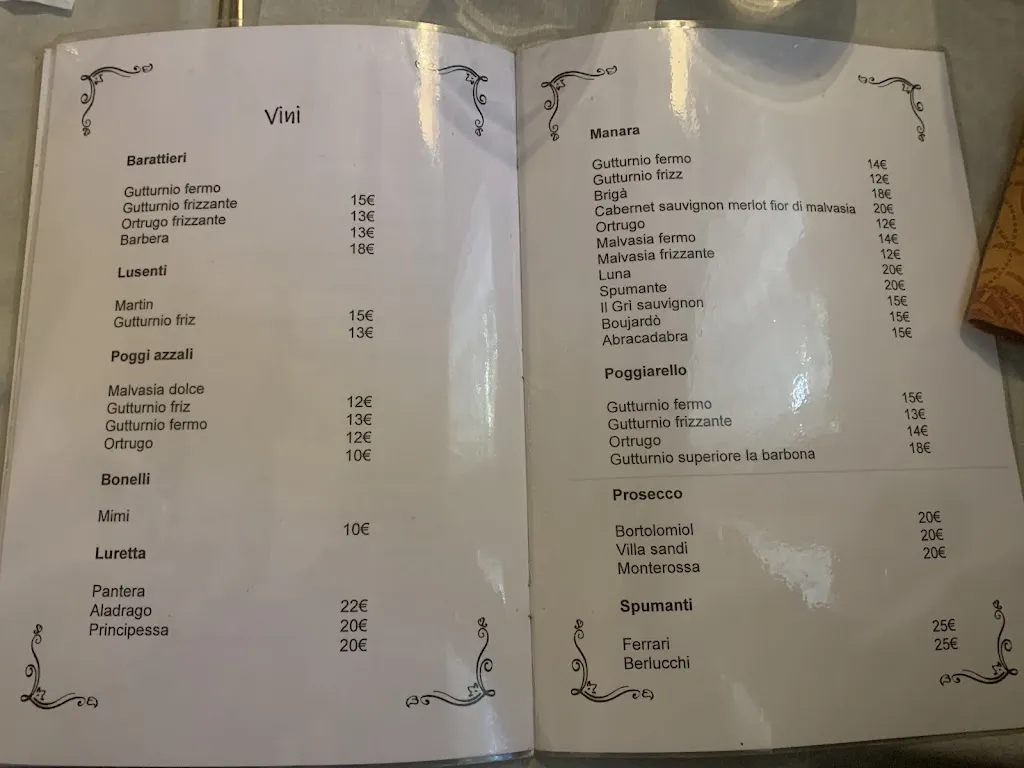 Vini
Barattieri
Gutturnio fermo 15€
Gutturnio frizzante 13€
Ortrugo frizzante 13€
Barbera 18€
Lusenti
Martin 15€
Gutturnio friz 13€
Poggi azzali
Malvasia dolce 12€
Gutturnio friz 13€
Gutturnio fermo 12€
Ortrugo 10€
Bonelli
Mimi 10€
Luretta
Pantera 22€
Aladrago 20€
Principessa 20€
Manara
Gutturnio fermo 14€
Gutturnio frizz 12€
Brigà 18€
Cabernet sauvignon merlot fior di malvasia 20€
Ortrugo 12€
Malvasia fermo 14€
Malvasia frizzante 12€
Luna 20€
Spumante 20€
Il Grì sauvignon 15€
Boujardò 15€
Abracadabra 15€
Poggiarello
Gutturnio fermo 15€
Gutturnio frizzante 13€
Ortrugo 14€
Gutturnio superiore la barbona 18€
Prosecco
Bortolomiol 20€
Villa sandi 20€
Monterossa 20€
Spumanti
Ferrari 25€
Berlucchi 25€